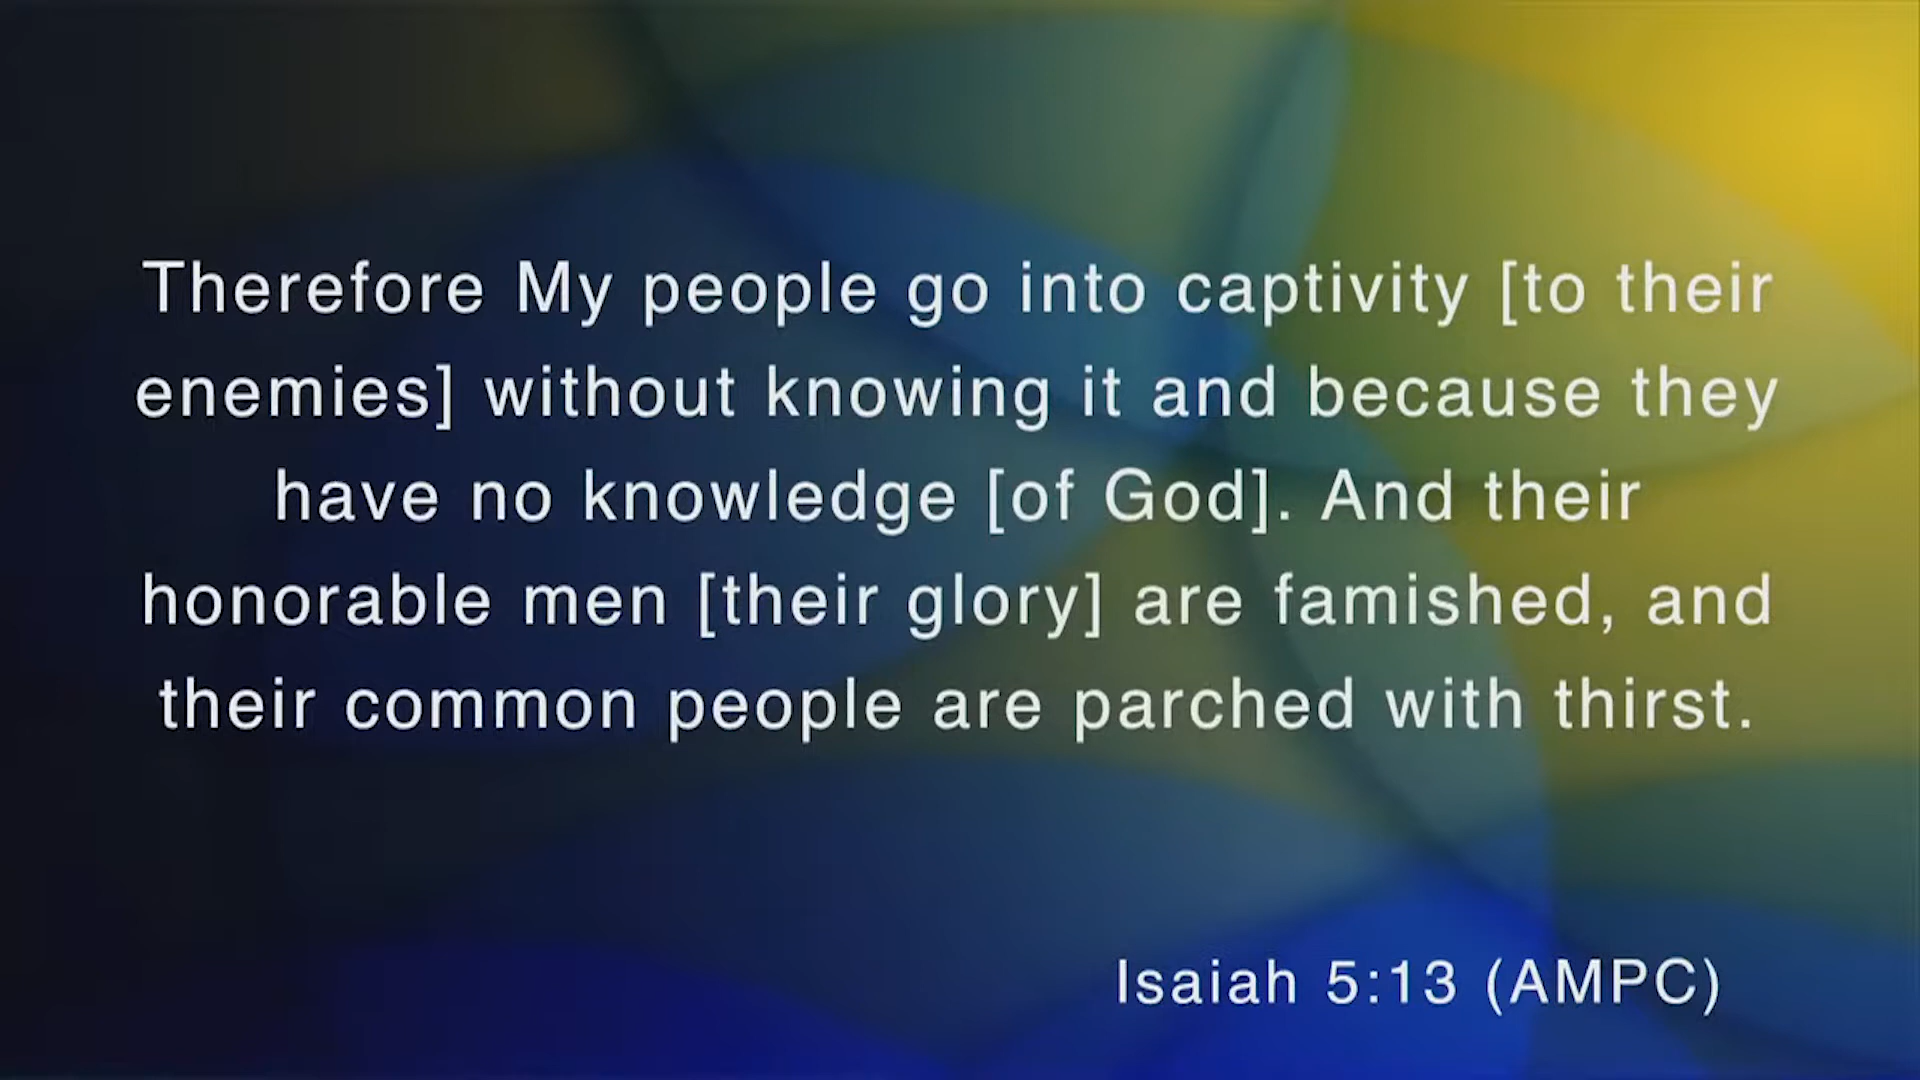 Therefore My people go into captivity [to their
enemies] without knowing it and because they
have no knowledge [of God]. And their
honorable men [their glory] are famished, and
their common people are parched with thirst.
Isaiah 5:13 (AMPC)